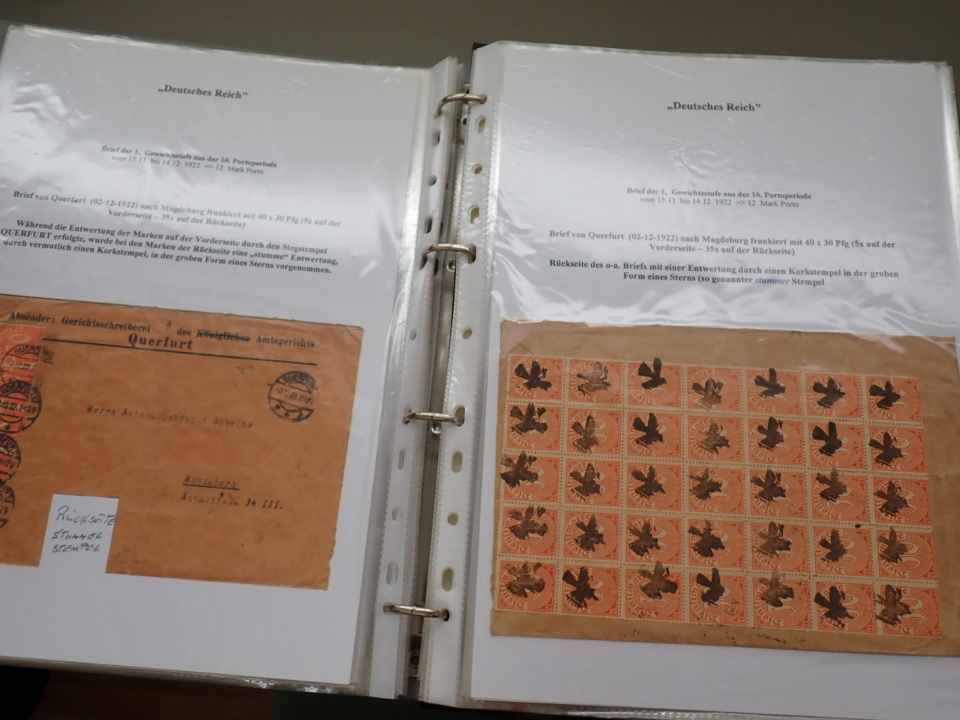 „Deutsches Reich"
Brief der 1. Gewichtsstufe aus der 16. Portoperiode
vom 15.11. bis 14.12. 1922 => 12. Mark Porto
Brief von Querfurt (02-12-1922) nach Magdeburg frankiert mit 40 x 30 Pfg (5x auf der
Vorderseite – 35x auf der Rückseite)
Während die Entwertung der Marken auf der Vorderseite durch den Stegstempel
QUERFURT erfolgte, wurde bei den Marken der Rückseite eine „stumme" Entwertung,
durch vermutlich einen Korkstempel, in der groben Form eines Sterns vorgenommen.
Absender: Gerichtsschreiberei des Königlichen Amtsgerichts
Querfurt
Herrn
Magdeburg
34 III.
RÜCKSEITE
STUMMER
STEMPEL
„Deutsches Reich"
Brief der 1. Gewichtsstufe aus der 16. Portoperiode
vom 15.11. bis 14.12. 1922 => 12. Mark Porto
Brief von Querfurt (02-12-1922) nach Magdeburg frankiert mit 40 x 30 Pfg (5x auf der
Vorderseite – 35x auf der Rückseite)
Rückseite des o-a. Briefs mit einer Entwertung durch einen Korkstempel in der groben
Form eines Sterns (so genannter stummer Stempel